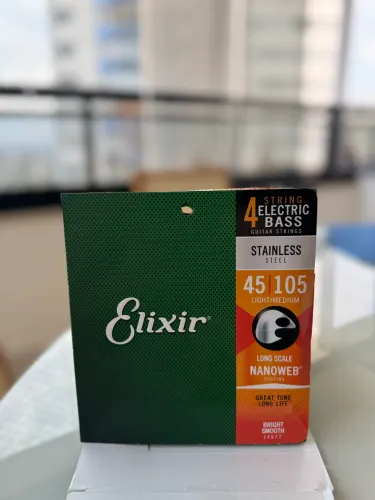 4 STRING
ELECTRIC
BASS
GUITAR STRINGS
STAINLESS
STEEL
45 105
LIGHT/MEDIUM
Elixir®
LONG SCALE
NANOWEB®
COATING
GREAT TONE
LONG LIFE
BRIGHT
SMOOTH
14677